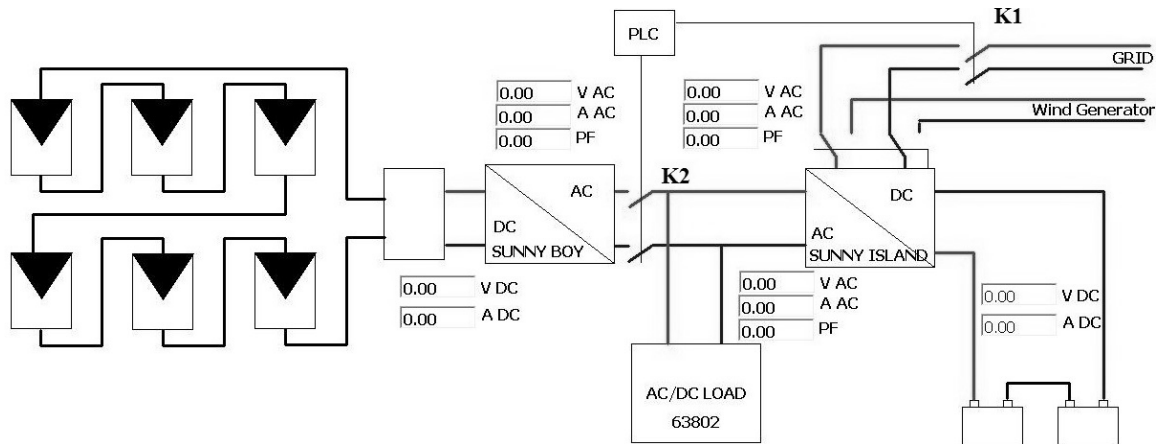 K1
PLC
GRID
0.00 V AC
0.00 A AC
0.00 PF
0.00 V AC
0.00 A AC
0.00 PF
Wind Generator
K2
AC
DC
SUNNY BOY
DC
AC
SUNNY ISLAND
0.00 V DC
0.00 A DC
0.00 V AC
0.00 A AC
0.00 PF
0.00 V DC
0.00 A DC
AC/DC LOAD
63802